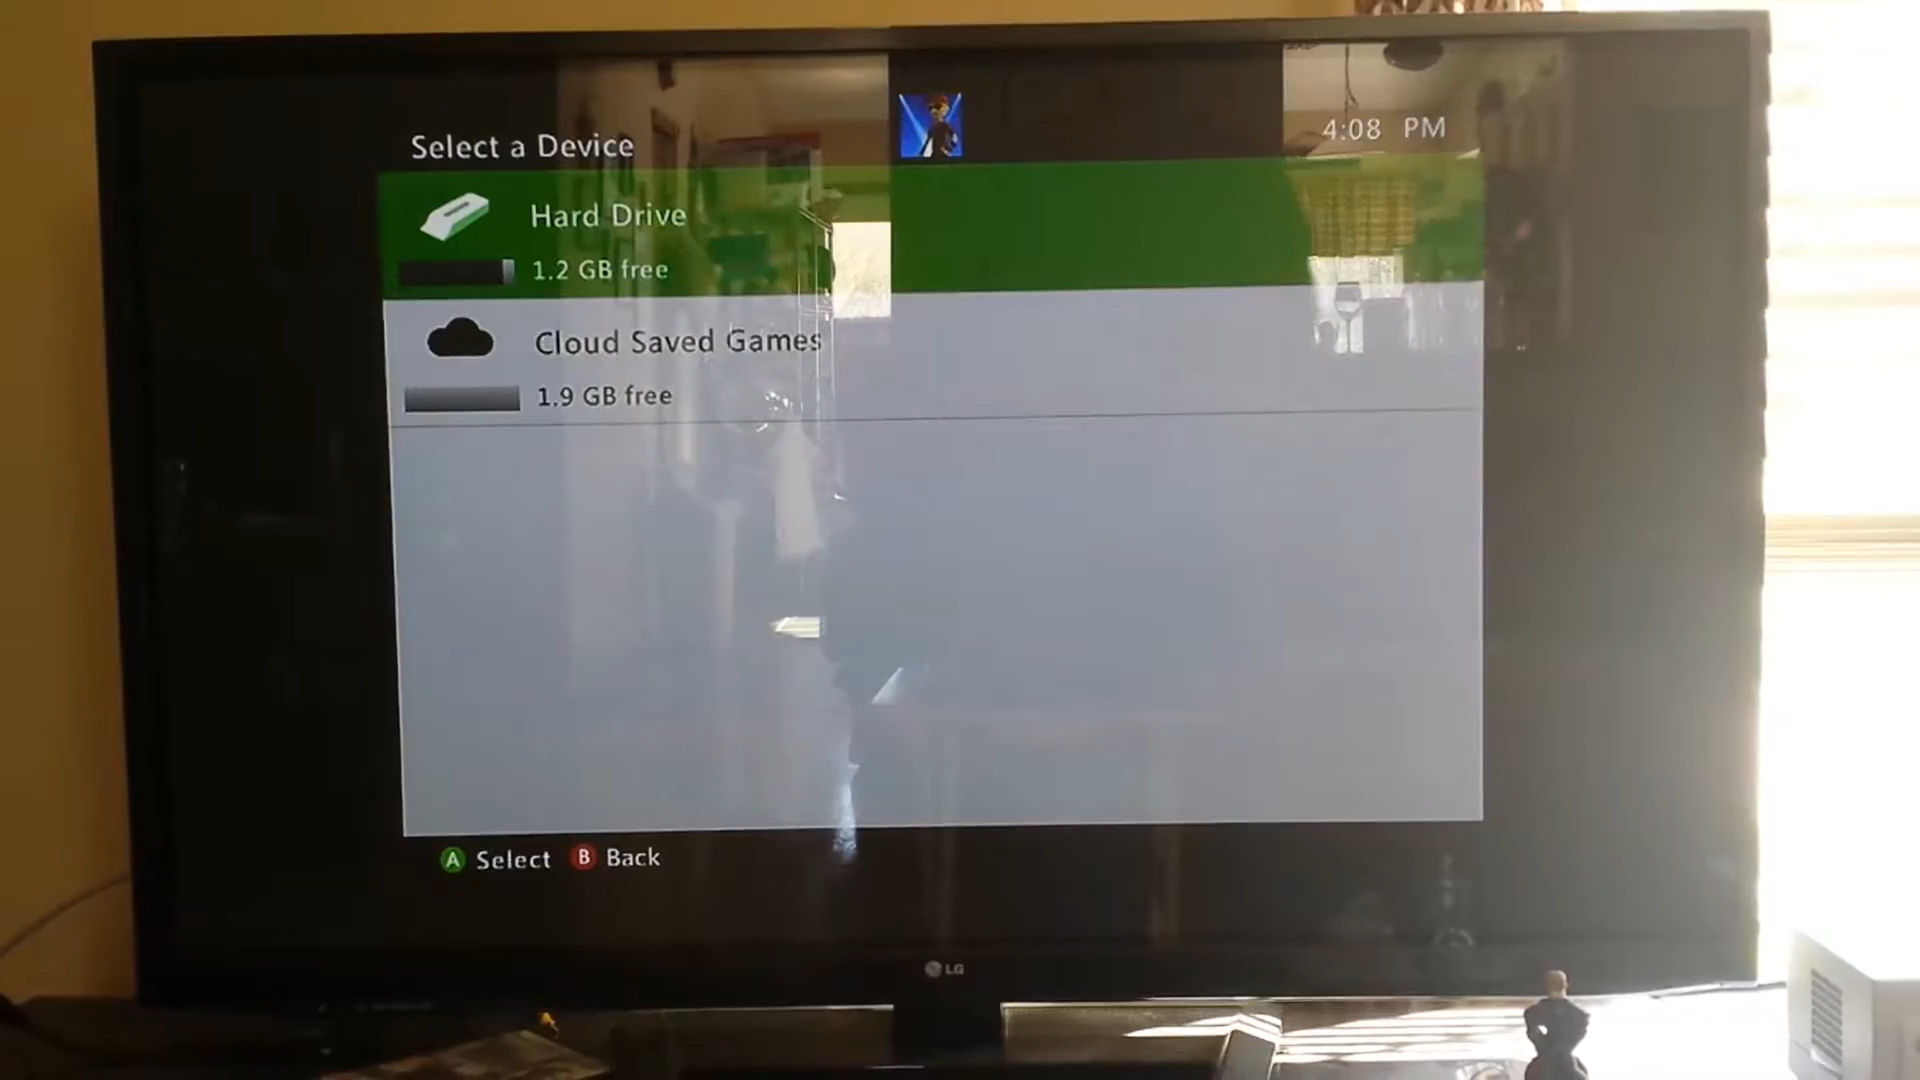 Select a Device
4:08 PM
Hard Drive
1.2 GB free
Cloud Saved Games
1.9 GB free
A Select B Back
LG